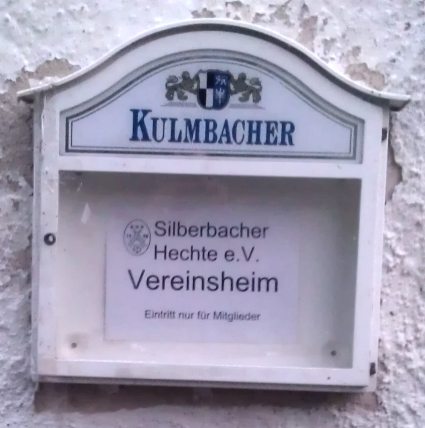 KULMBACHER
Silberbacher
Hechte e.V.
Vereinsheim
Eintritt nur für Mitglieder